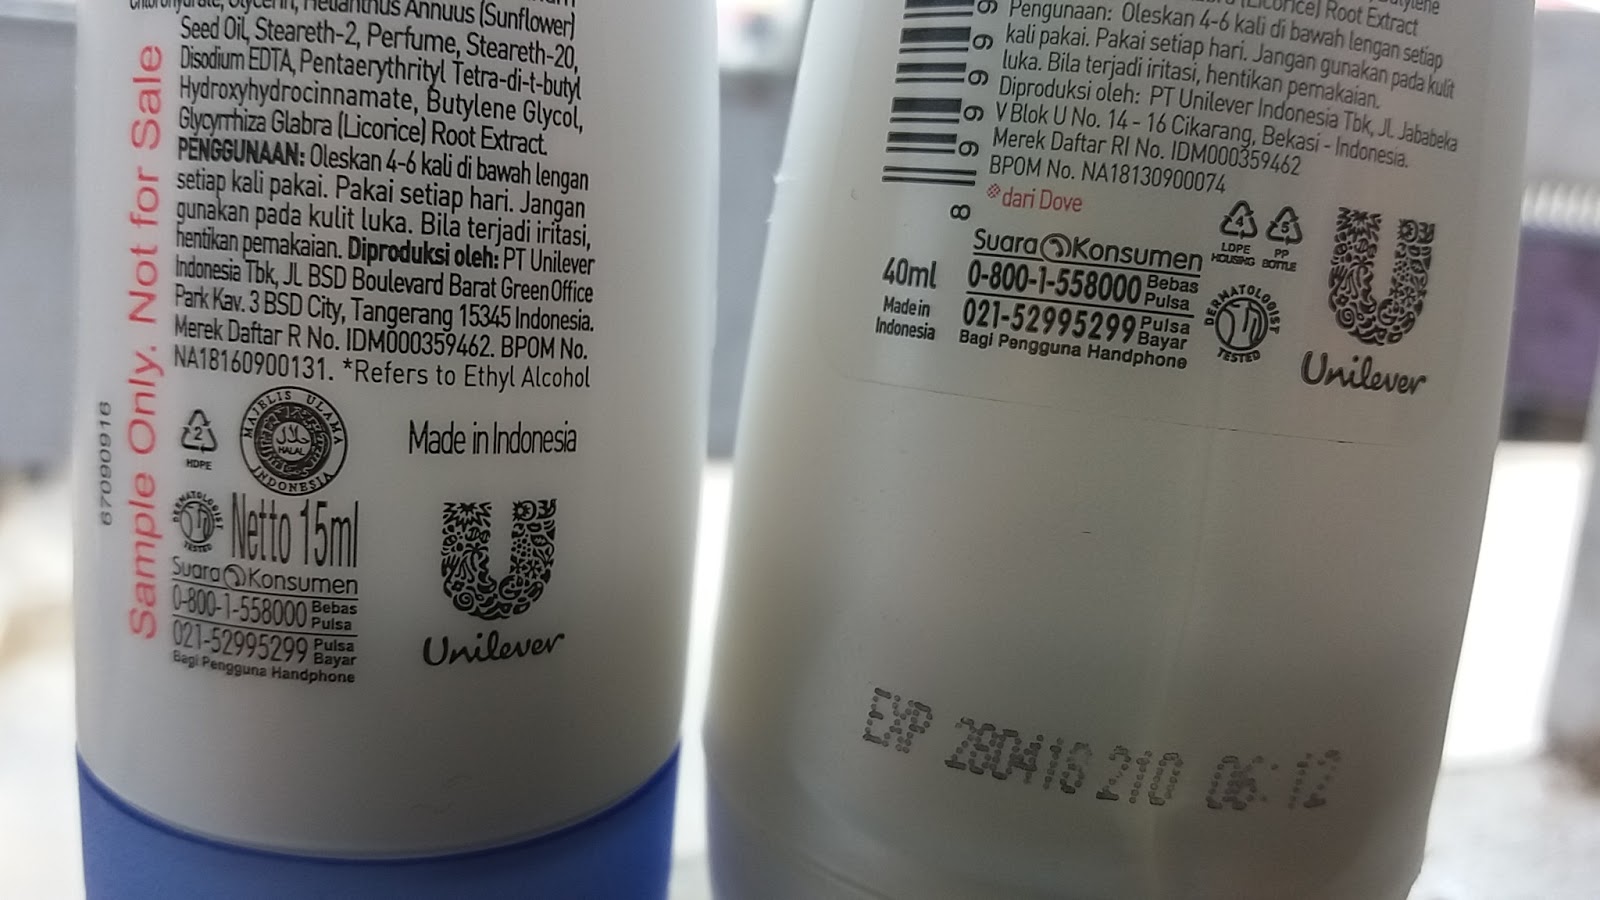 Chlorohydrate, Glycerin, Helianthus Annuus (Sunflower)
Seed Oil, Steareth-2, Perfume, Steareth-20,
Disodium EDTA, Pentaerythrityl Tetra-di-t-butyl
Hydroxyhydrocinnamate, Butylene Glycol,
Glycyrrhiza Glabra (Licorice) Root Extract.
PENGGUNAAN: Oleskan 4-6 kali di bawah lengan
setiap kali pakai. Pakai setiap hari. Jangan
gunakan pada kulit luka. Bila terjadi iritasi,
hentikan pemakaian. Diproduksi oleh: PT Unilever
Indonesia Tbk, JL BSD Boulevard Barat Green Office
Park Kav. 3 BSD City, Tangerang 15345 Indonesia.
Merek Daftar R No. IDM000359462. BPOM No.
NA18160900131. *Refers to Ethyl Alcohol
Sample Only. Not for Sale
67090916
2
HDPE
MAJELIS ULAMA
حلال
HALAL
INDONESIA
Made in Indonesia
DERMATOLOGIST
TESTED
Netto 15ml
Suara Konsumen
0-800-1-558000 Bebas Pulsa
021-52995299 Pulsa Bayar
Bagi Pengguna Handphone
Unilever
Butylene
(Licorice) Root Extract
Pengunaan: Oleskan 4-6 kali di bawah lengan setiap
kali pakai. Pakai setiap hari. Jangan gunakan pada kulit
luka. Bila terjadi iritasi, hentikan pemakaian.
Diproduksi oleh: PT Unilever Indonesia Tbk, Jl. Jababeka
V Blok U No. 14 - 16 Cikarang, Bekasi - Indonesia.
Merek Daftar RI No. IDM000359462
BPOM No. NA18130900074
dari Dove
8
Suara Konsumen
0-800-1-558000 Bebas Pulsa
021-52995299 Pulsa Bayar
Bagi Pengguna Handphone
40ml
Made in
Indonesia
4
LDPE
HOUSING
5
PP
BOTTLE
DERMATOLOGIST
TESTED
Unilever
EXP